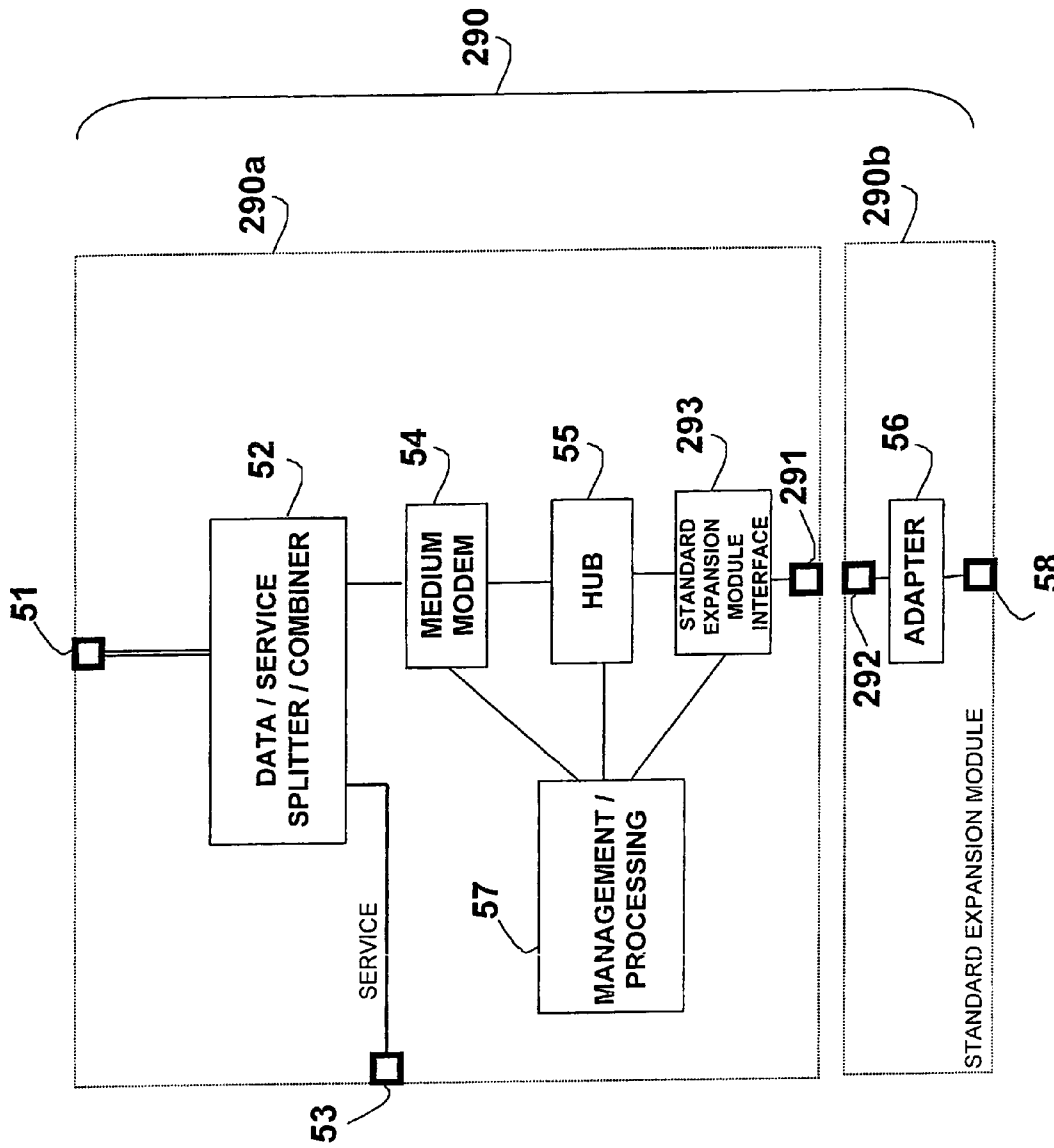 290
290a
290b
51
52
DATA / SERVICE
SPLITTER / COMBINER
54
MEDIUM
MODEM
55
HUB
293
STANDARD
EXPANSION
MODULE
INTERFACE
291
292
56
ADAPTER
58
57
MANAGEMENT /
PROCESSING
SERVICE
53
STANDARD EXPANSION MODULE